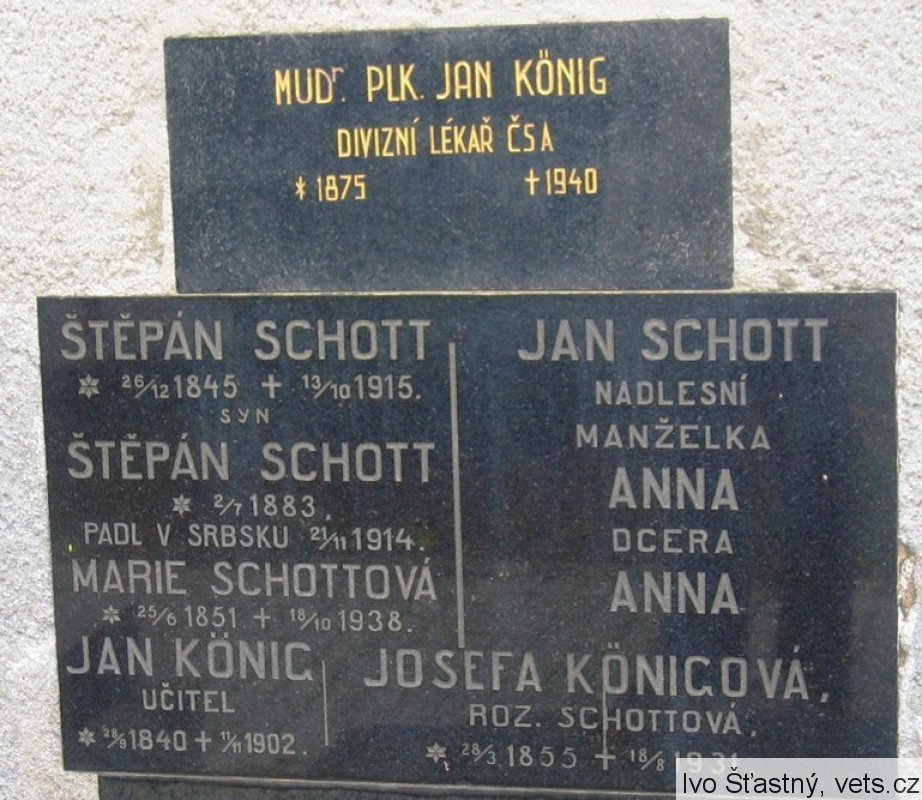 MUDr. PLK. JAN KÖNIG
DIVIZNÍ LÉKAŘ ČSA
* 1875 † 1940
ŠTĚPÁN SCHOTT
* 26/12 1845 † 13/10 1915.
SYN
ŠTĚPÁN SCHOTT
* 2/7 1883.
PADL V SRBSKU 21/11 1914.
MARIE SCHOTTOVÁ
* 25/6 1851 † 18/10 1938.
JAN KÖNIG
UČITEL
* 28/9 1840 † 11/11 1902.
JAN SCHOTT
NADLESNÍ
MANŽELKA
ANNA
DCERA
ANNA
JOSEFA KÖNIGOVÁ,
ROZ. SCHOTTOVÁ,
* 28/3 1855 † 18/8 1931.
Ivo Šťastný, vets.cz